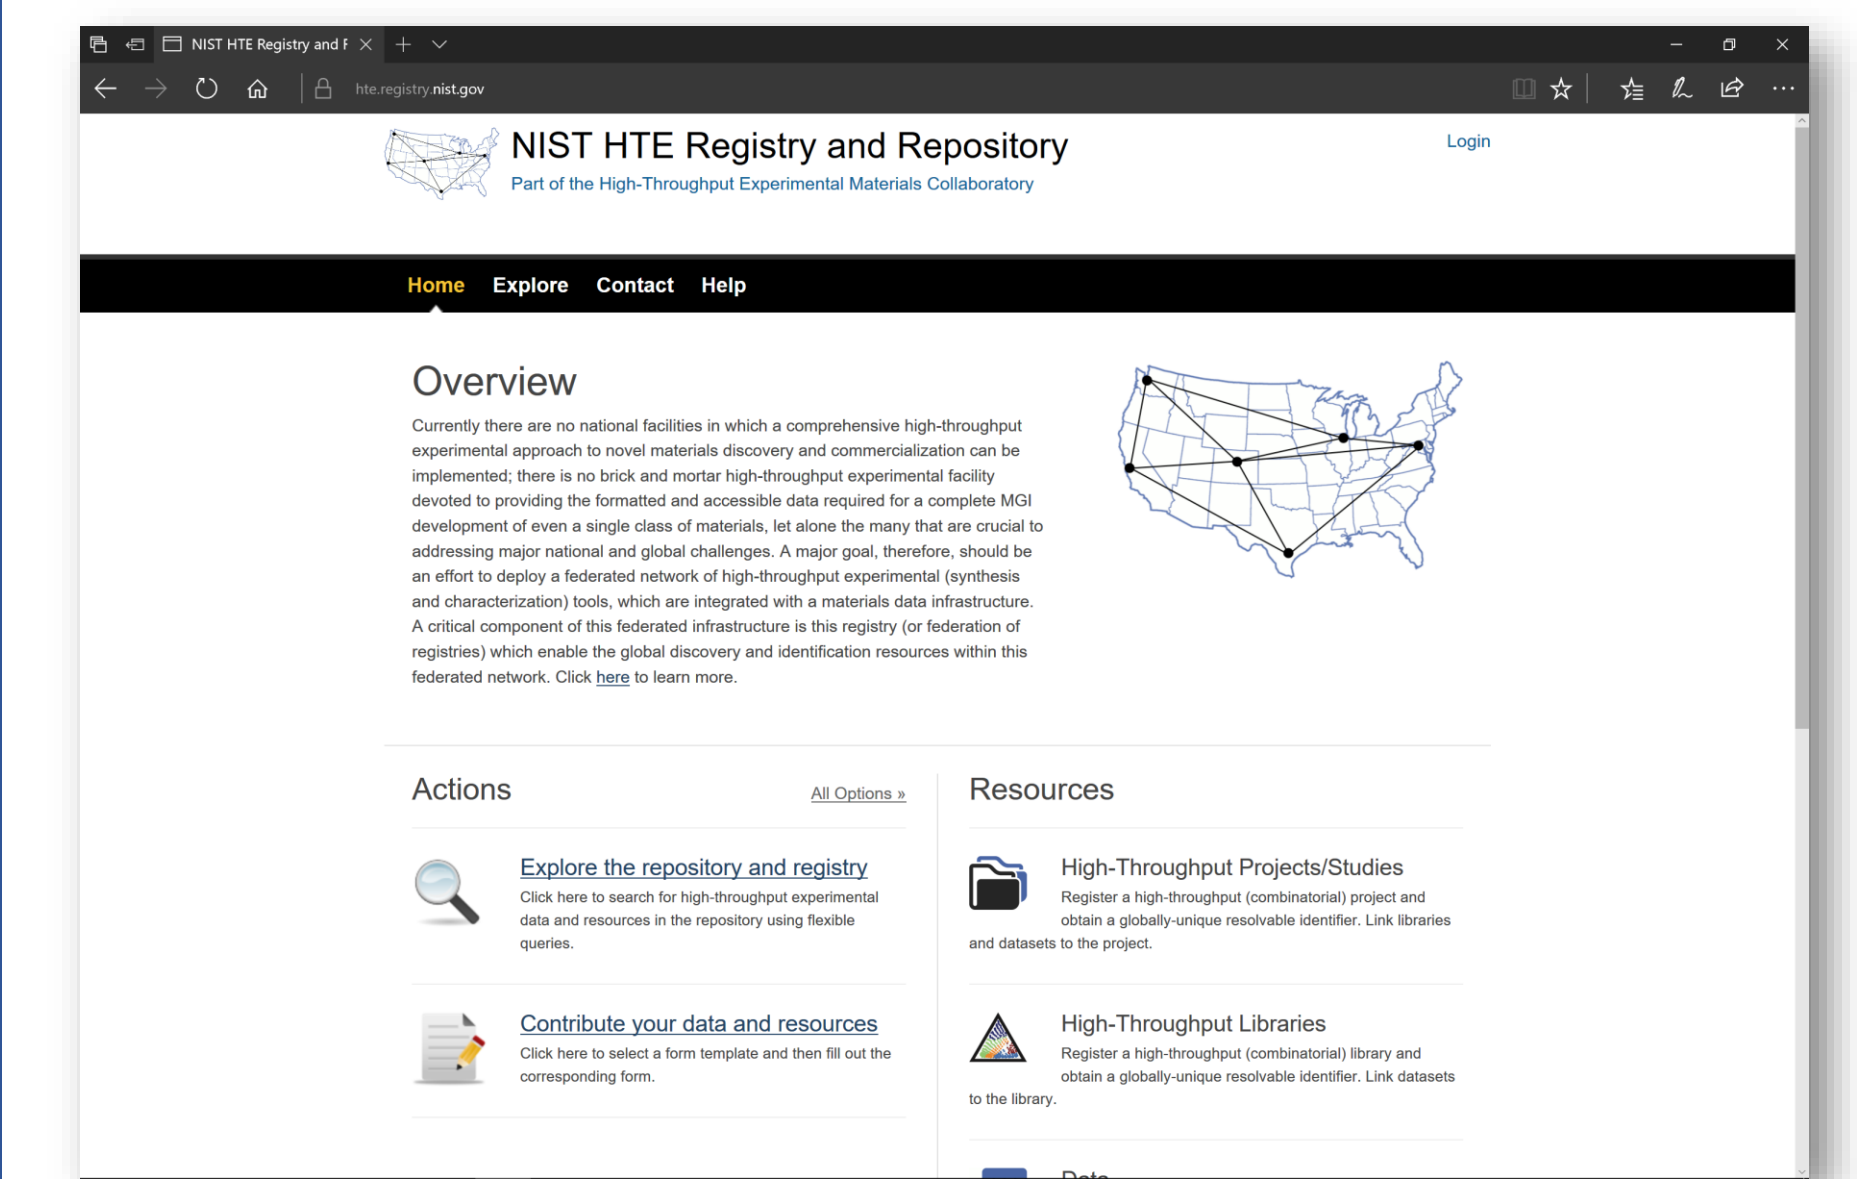 NIST HTE Registry and F
hte.registry.nist.gov
NIST HTE Registry and Repository
Login
Part of the High-Throughput Experimental Materials Collaboratory
Home Explore Contact Help
Overview
Currently there are no national facilities in which a comprehensive high-throughput
experimental approach to novel materials discovery and commercialization can be
implemented; there is no brick and mortar high-throughput experimental facility
devoted to providing the formatted and accessible data required for a complete MGI
development of even a single class of materials, let alone the many that are crucial to
addressing major national and global challenges. A major goal, therefore, should be
an effort to deploy a federated network of high-throughput experimental (synthesis
and characterization) tools, which are integrated with a materials data infrastructure.
A critical component of this federated infrastructure is this registry (or federation of
registries) which enable the global discovery and identification resources within this
federated network. Click here to learn more.
Actions
All Options »
Explore the repository and registry
Click here to search for high-throughput experimental
data and resources in the repository using flexible
queries.
Contribute your data and resources
Click here to select a form template and then fill out the
corresponding form.
Resources
High-Throughput Projects/Studies
Register a high-throughput (combinatorial) project and
obtain a globally-unique resolvable identifier. Link libraries
and datasets to the project.
High-Throughput Libraries
Register a high-throughput (combinatorial) library and
obtain a globally-unique resolvable identifier. Link datasets
to the library.
Data